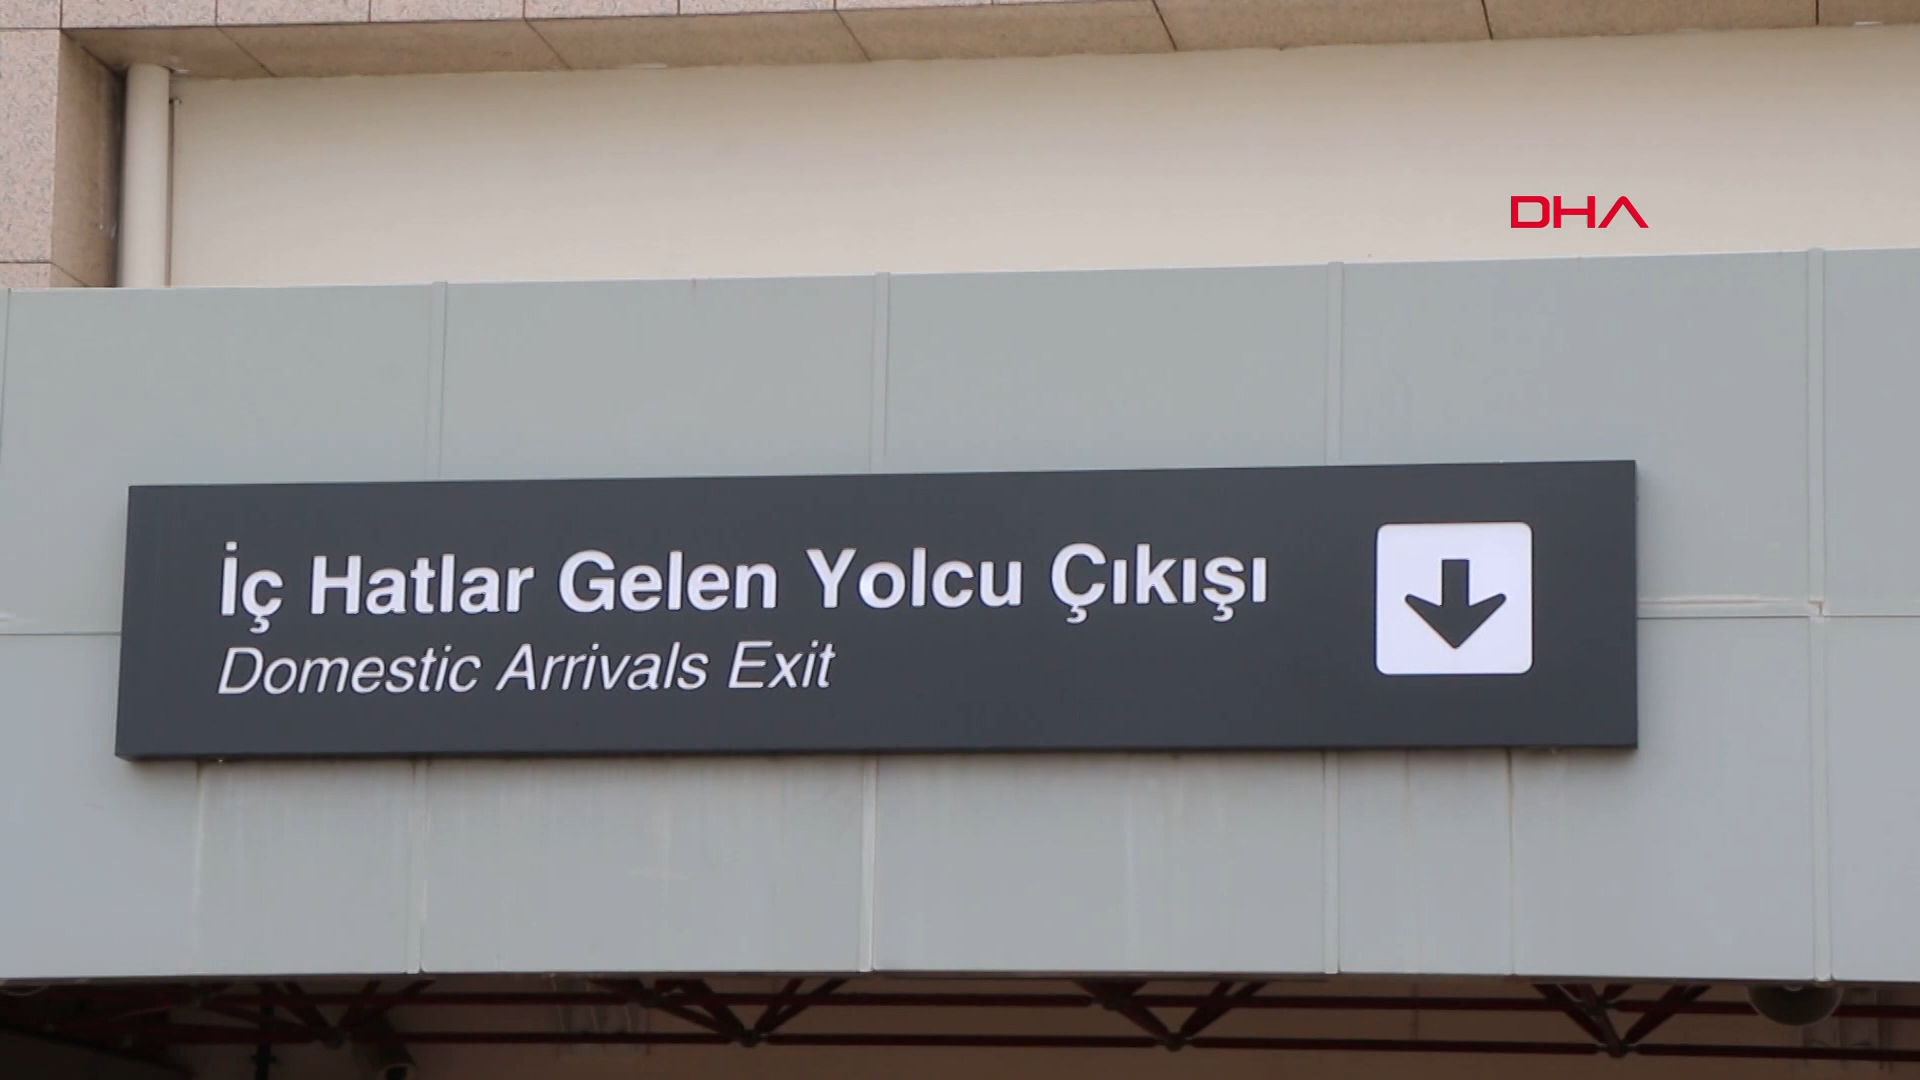 DHA
İç Hatlar Gelen Yolcu Çıkışı
Domestic Arrivals Exit